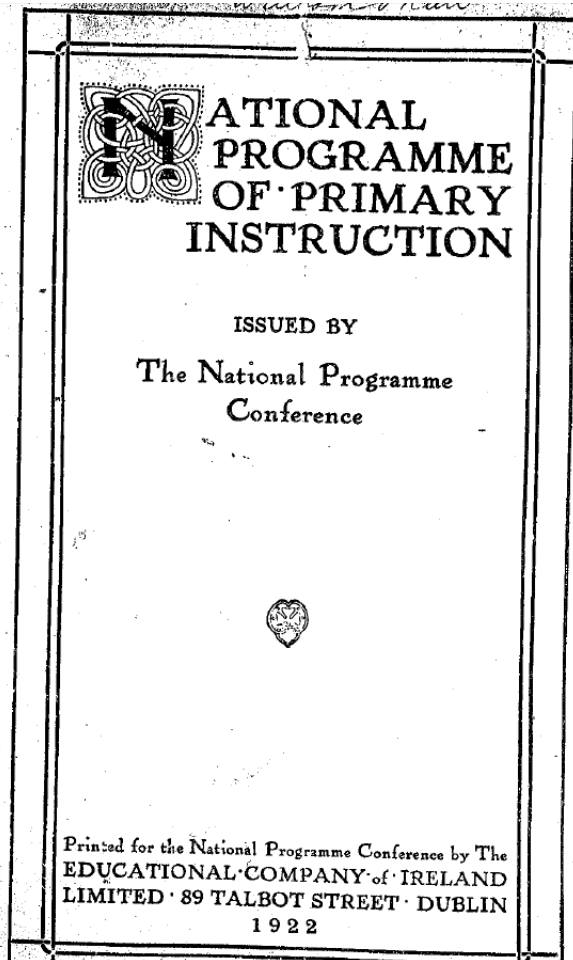 NATIONAL
PROGRAMME
OF·PRIMARY
INSTRUCTION
ISSUED BY
The National Programme
Conference
Printed for the National Programme Conference by The
EDUCATIONAL·COMPANY·of·IRELAND
LIMITED · 89 TALBOT STREET · DUBLIN
1922